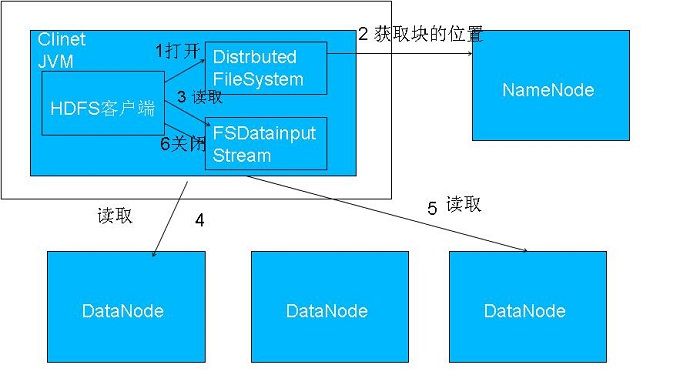 Clinet
JVM
HDFS客户端
1打开
Distrbuted
FileSystem
2 获取块的位置
NameNode
3 读取
6关闭
FSDatainput
Stream
读取
4
5 读取
DataNode
DataNode
DataNode